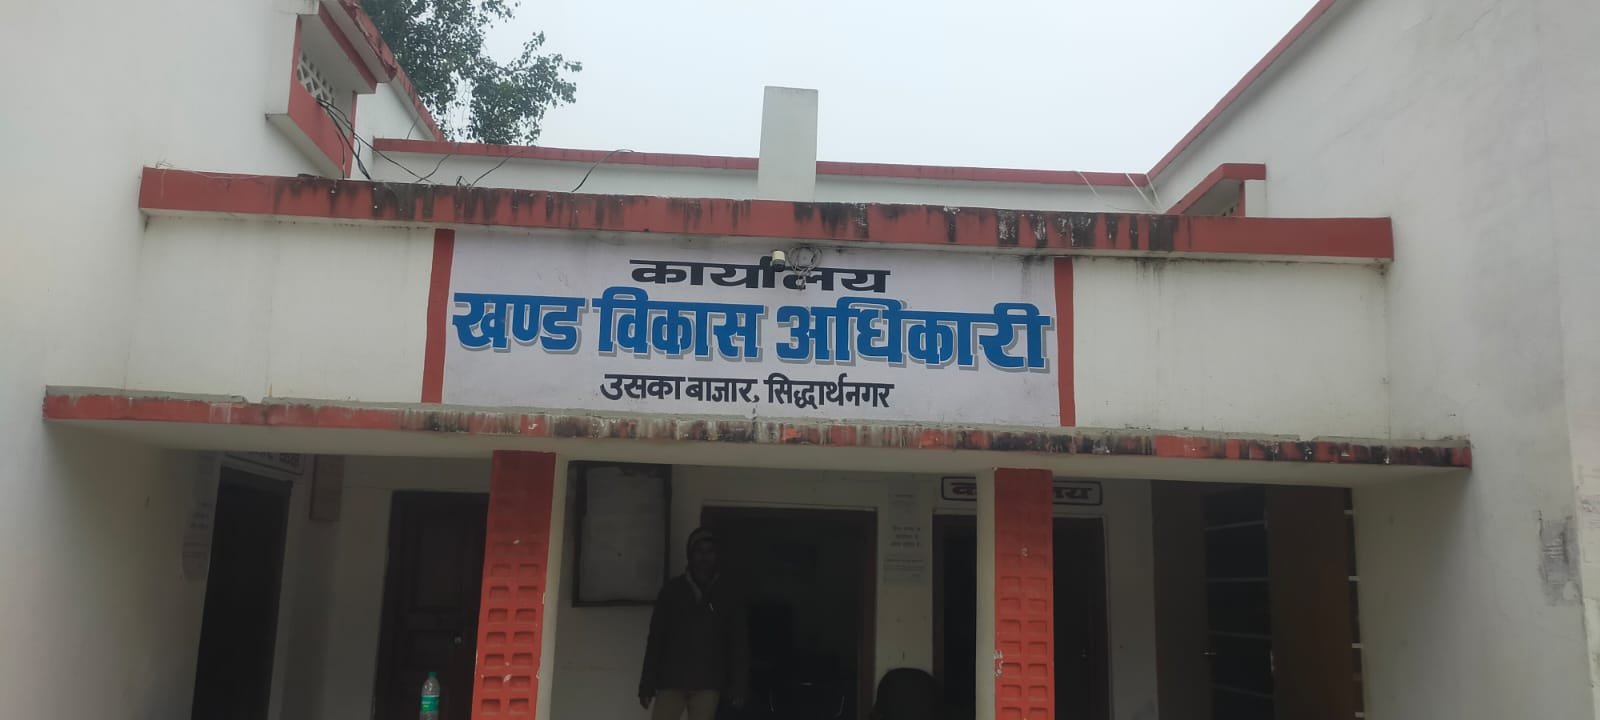 कार्यालय
खण्ड विकास अधिकारी
उसका बाजार, सिद्धार्थनगर